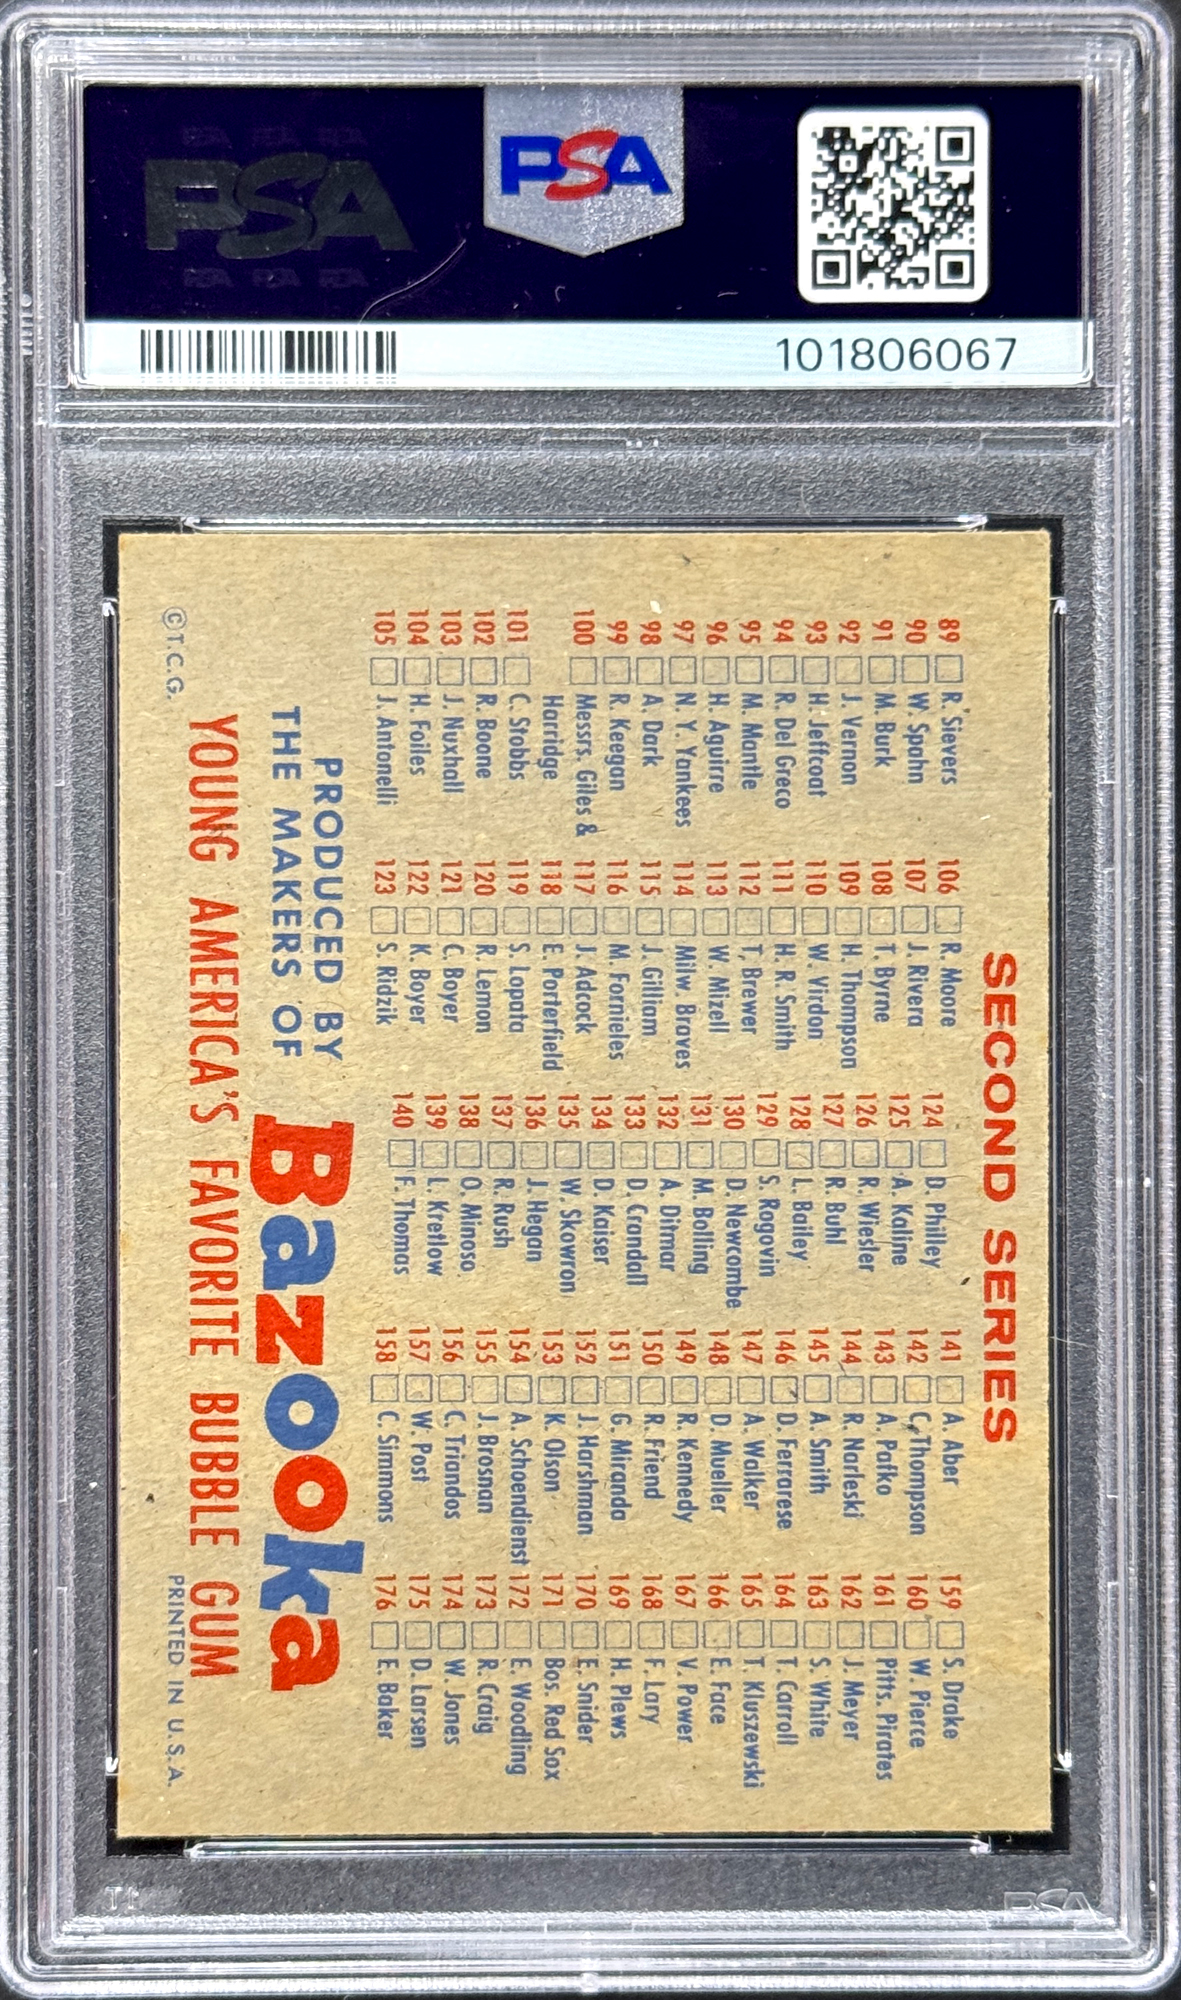 PSA
PSA
101806067
SECOND SERIES
89 R. Sievers
90 W. Spahn
91 M. Burk
92 J. Vernon
93 H. Jeffcoat
94 R. Del Greco
95 M. Mantle
96 H. Aguirre
97 N. Y. Yankees
98 A. Dark
99 R. Keegan
100 Messrs. Giles &
Harridge
101 C. Stobbs
102 R. Boone
103 J. Nuxhall
104 H. Foiles
105 J. Antonelli
106 R. Moore
107 J. Rivera
108 T. Byrne
109 H. Thompson
110 W. Virdon
111 H. R. Smith
112 T. Brewer
113 W. Mizell
114 Milw. Braves
115 J. Gilliam
116 M. Fornieles
117 J. Adcock
118 E. Porterfield
119 S. Lopata
120 R. Lemon
121 C. Boyer
122 K. Boyer
123 S. Ridzik
124 D. Philley
125 A. Kaline
126 R. Wiesler
127 R. Buhl
128 L. Bailey
129 S. Rogovin
130 D. Newcombe
131 M. Bolling
132 A. Ditmar
133 D. Crandall
134 D. Kaiser
135 W. Skowron
136 J. Hegan
137 R. Rush
138 O. Minoso
139 L. Kretlow
140 F. Thomas
141 A. Aber
142 C. Thompson
143 A. Pafko
144 R. Narleski
145 A. Smith
146 D. Ferrarese
147 A. Walker
148 D. Mueller
149 R. Kennedy
150 R. Friend
151 G. Miranda
152 J. Harshman
153 K. Olson
154 A. Schoendienst
155 J. Brosnan
156 C. Triandos
157 W. Post
158 C. Simmons
159 S. Drake
160 W. Pierce
161 Pitts. Pirates
162 J. Meyer
163 S. White
164 T. Carroll
165 T. Kluszewski
166 E. Face
167 V. Power
168 F. Lary
169 H. Plews
170 E. Snider
171 Bos. Red Sox
172 E. Woodling
173 R. Craig
174 W. Jones
175 D. Larsen
176 E. Baker
PRODUCED BY
THE MAKERS OF
Bazooka
YOUNG AMERICA'S FAVORITE BUBBLE GUM
©T.C.G.
PRINTED IN U.S.A.
PSA